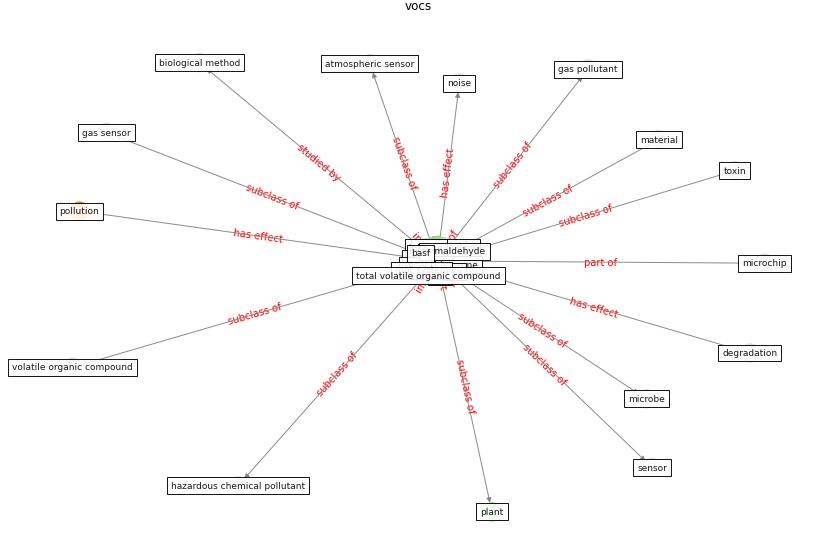 vocs
biological method
atmospheric sensor
noise
gas pollutant
gas sensor
material
toxin
pollution
microchip
degradation
volatile organic compound
microbe
sensor
hazardous chemical pollutant
plant
basf
maldehyde
total volatile organic compound
studied by
subclass of
has effect
subclass of
subclass of
subclass of
subclass of
has effect
part of
has effect
subclass of
subclass of
subclass of
subclass of
subclass of